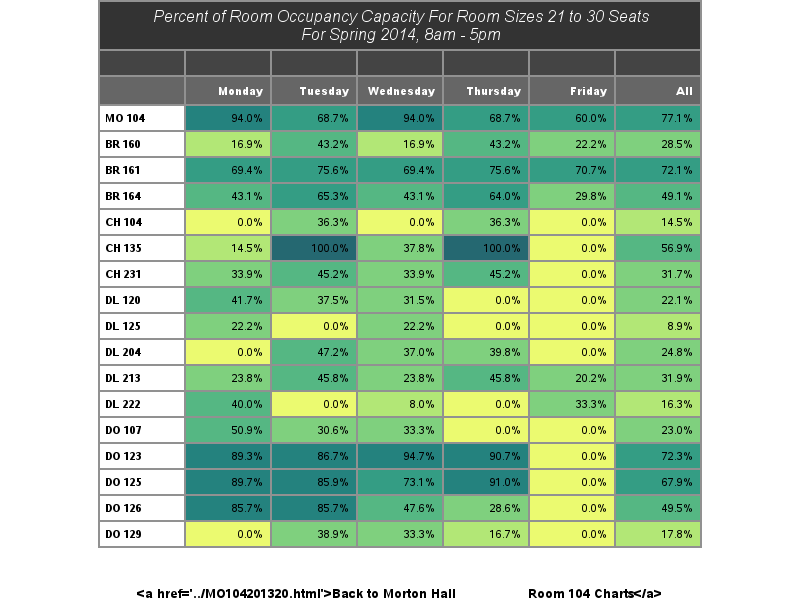 Percent of Room Occupancy Capacity For Room Sizes 21 to 30 Seats
For Spring 2014, 8am - 5pm
Monday Tuesday Wednesday Thursday Friday All
MO 104 94.0% 68.7% 94.0% 68.7% 60.0% 77.1%
BR 160 16.9% 43.2% 16.9% 43.2% 22.2% 28.5%
BR 161 69.4% 75.6% 69.4% 75.6% 70.7% 72.1%
BR 164 43.1% 65.3% 43.1% 64.0% 29.8% 49.1%
CH 104 0.0% 36.3% 0.0% 36.3% 0.0% 14.5%
CH 135 14.5% 100.0% 37.8% 100.0% 0.0% 56.9%
CH 231 33.9% 45.2% 33.9% 45.2% 0.0% 31.7%
DL 120 41.7% 37.5% 31.5% 0.0% 0.0% 22.1%
DL 125 22.2% 0.0% 22.2% 0.0% 0.0% 8.9%
DL 204 0.0% 47.2% 37.0% 39.8% 0.0% 24.8%
DL 213 23.8% 45.8% 23.8% 45.8% 20.2% 31.9%
DL 222 40.0% 0.0% 8.0% 0.0% 33.3% 16.3%
DO 107 50.9% 30.6% 33.3% 0.0% 0.0% 23.0%
DO 123 89.3% 86.7% 94.7% 90.7% 0.0% 72.3%
DO 125 89.7% 85.9% 73.1% 91.0% 0.0% 67.9%
DO 126 85.7% 85.7% 47.6% 28.6% 0.0% 49.5%
DO 129 0.0% 38.9% 33.3% 16.7% 0.0% 17.8%
<a href='../MO104201320.html'>Back to Morton Hall Room 104 Charts</a>